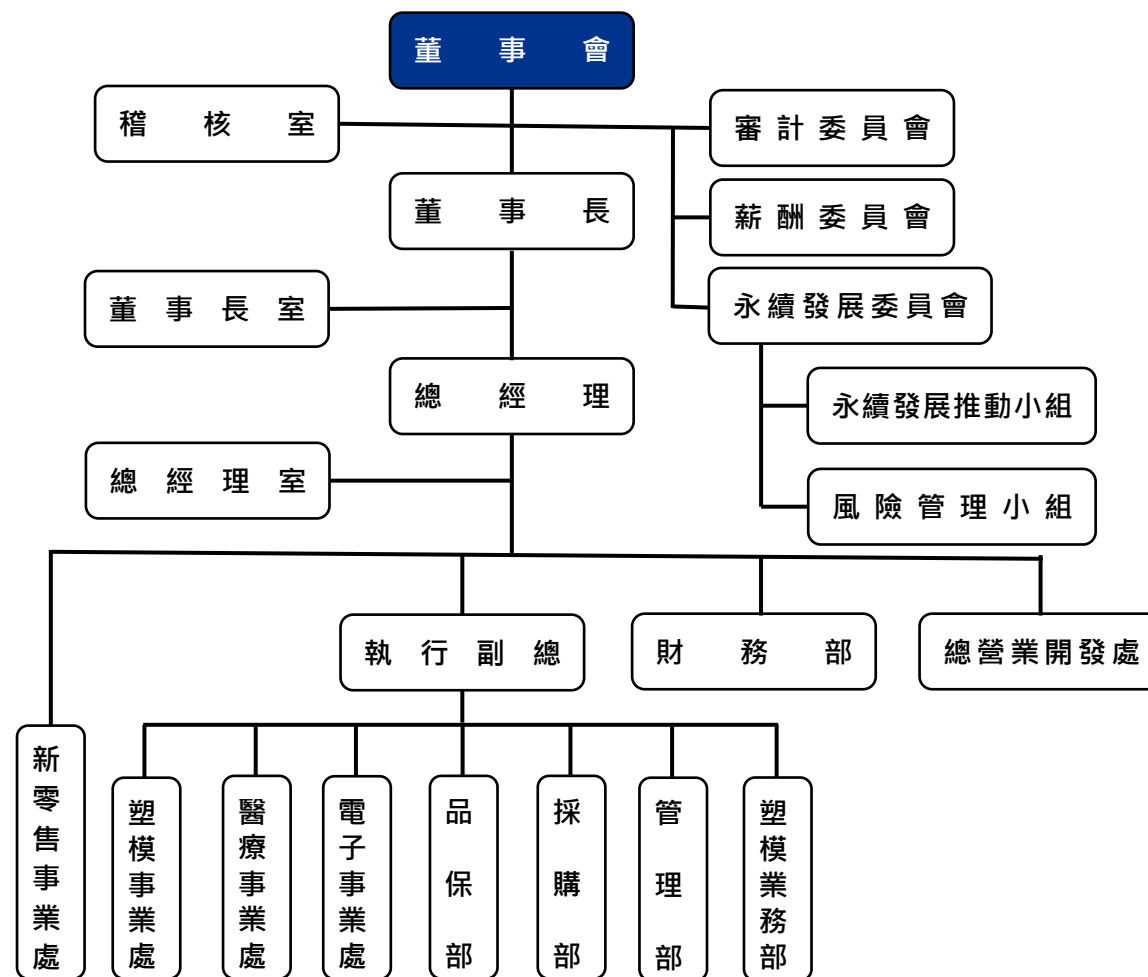 董事會
稽核室
審計委員會
董事長
薪酬委員會
董事長室
永續發展委員會
總經理
永續發展推動小組
總經理室
風險管理小組
執行副總
財務部
總營業開發處
新零售事業處
塑模事業處
醫療事業處
電子事業處
品保部
採購部
管理部
塑模業務部